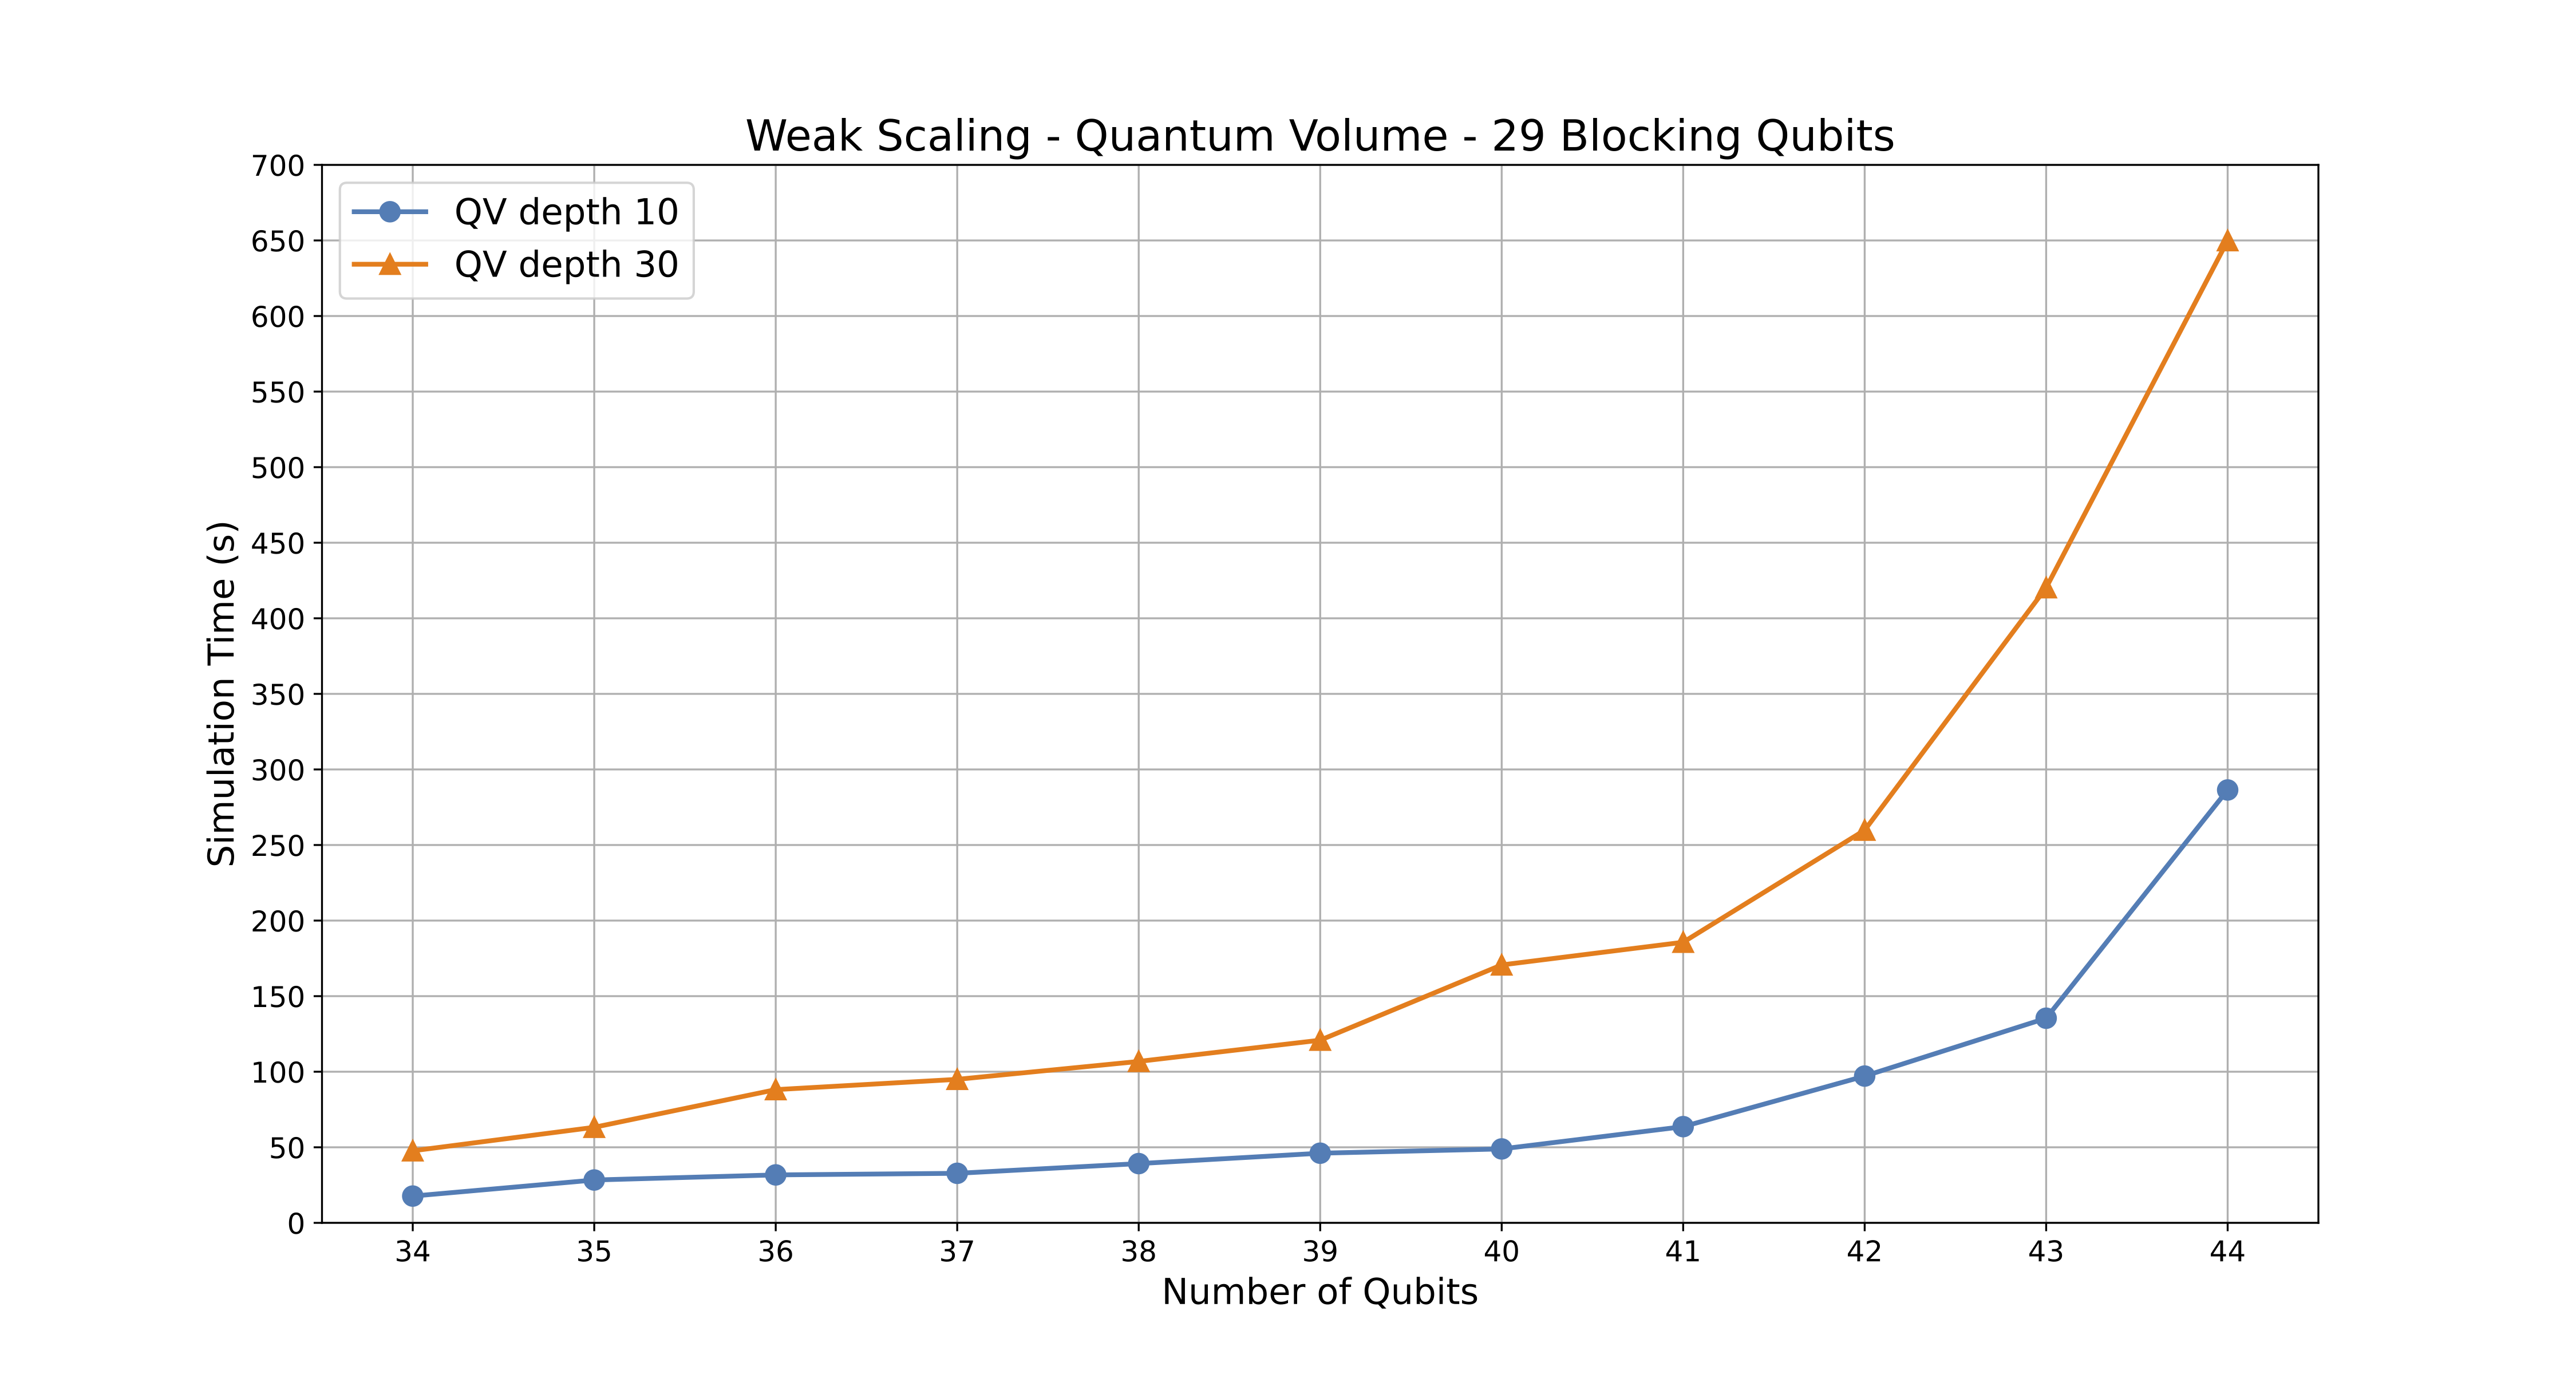 Weak Scaling - Quantum Volume - 29 Blocking Qubits
QV depth 10
QV depth 30
Simulation Time (s)
700
650
600
550
500
450
400
350
300
250
200
150
100
50
0
34 35 36 37 38 39 40 41 42 43 44
Number of Qubits